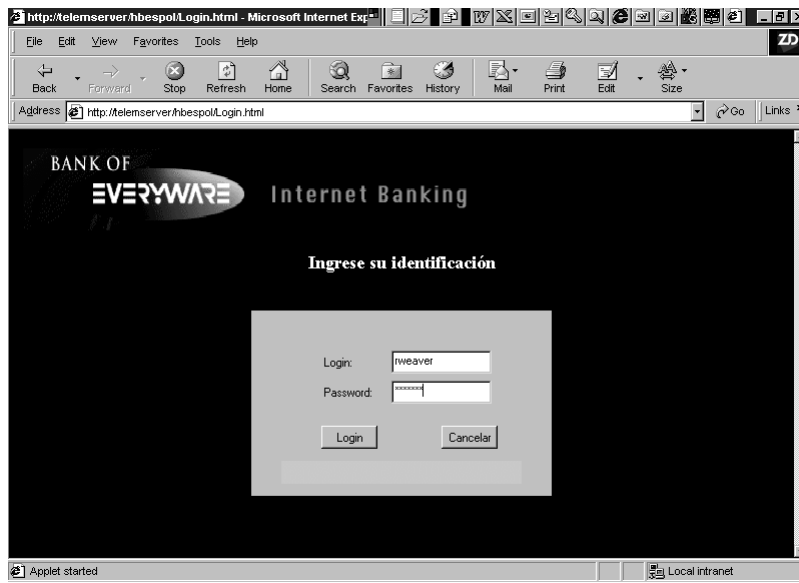 http://telemserver/hbespol/Login.html - Microsoft Internet Exp
File Edit View Favorites Tools Help
ZD
Back Forward Stop Refresh Home Search Favorites History Mail Print Edit Size
Address http://telemserver/hbespol/Login.html Go Links
BANK OF
EVERYWARE
Internet Banking
Ingrese su identificación
Login: rweaver
Password: *******
Login Cancelar
Applet started Local intranet